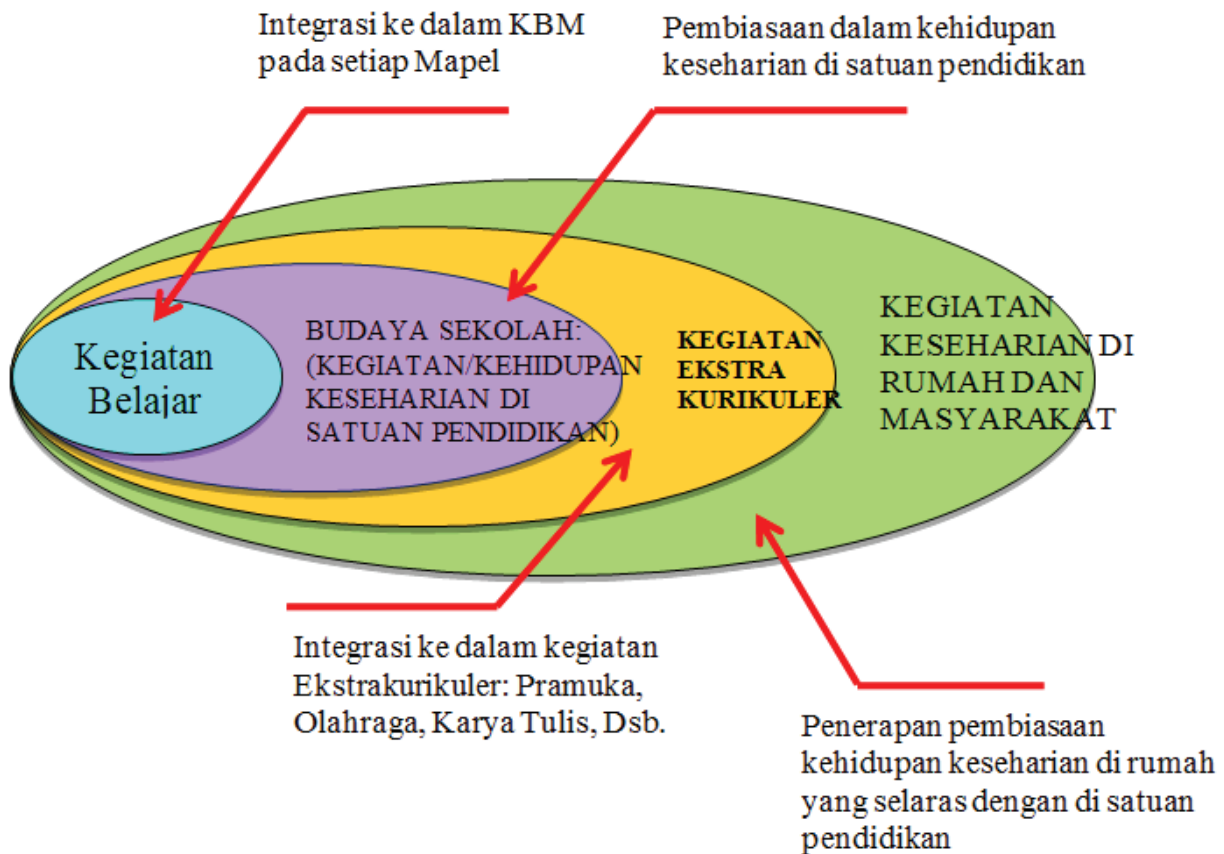 Integrasi ke dalam KBM
pada setiap Mapel
Pembiasaan dalam kehidupan
keseharian di satuan pendidikan
Kegiatan
Belajar
BUDAYA SEKOLAH:
(KEGIATAN/KEHIDUPAN
KESEHARIAN DI
SATUAN PENDIDIKAN)
KEGIATAN
EKSTRA
KURIKULER
KEGIATAN
KESEHARIAN DI
RUMAH DAN
MASYARAKAT
Integrasi ke dalam kegiatan
Ekstrakurikuler: Pramuka,
Olahraga, Karya Tulis, Dsb.
Penerapan pembiasaan
kehidupan keseharian di rumah
yang selaras dengan di satuan
pendidikan